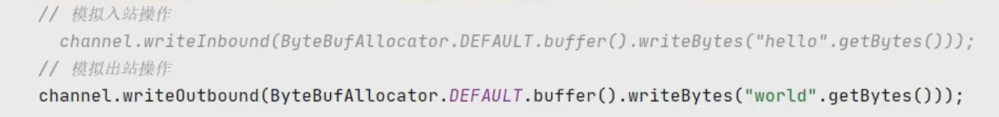 // 模拟入站操作
channel.writeInbound(ByteBufAllocator.DEFAULT.buffer().writeBytes("hello".getBytes()));
// 模拟出站操作
channel.writeOutbound(ByteBufAllocator.DEFAULT.buffer().writeBytes("world".getBytes()));